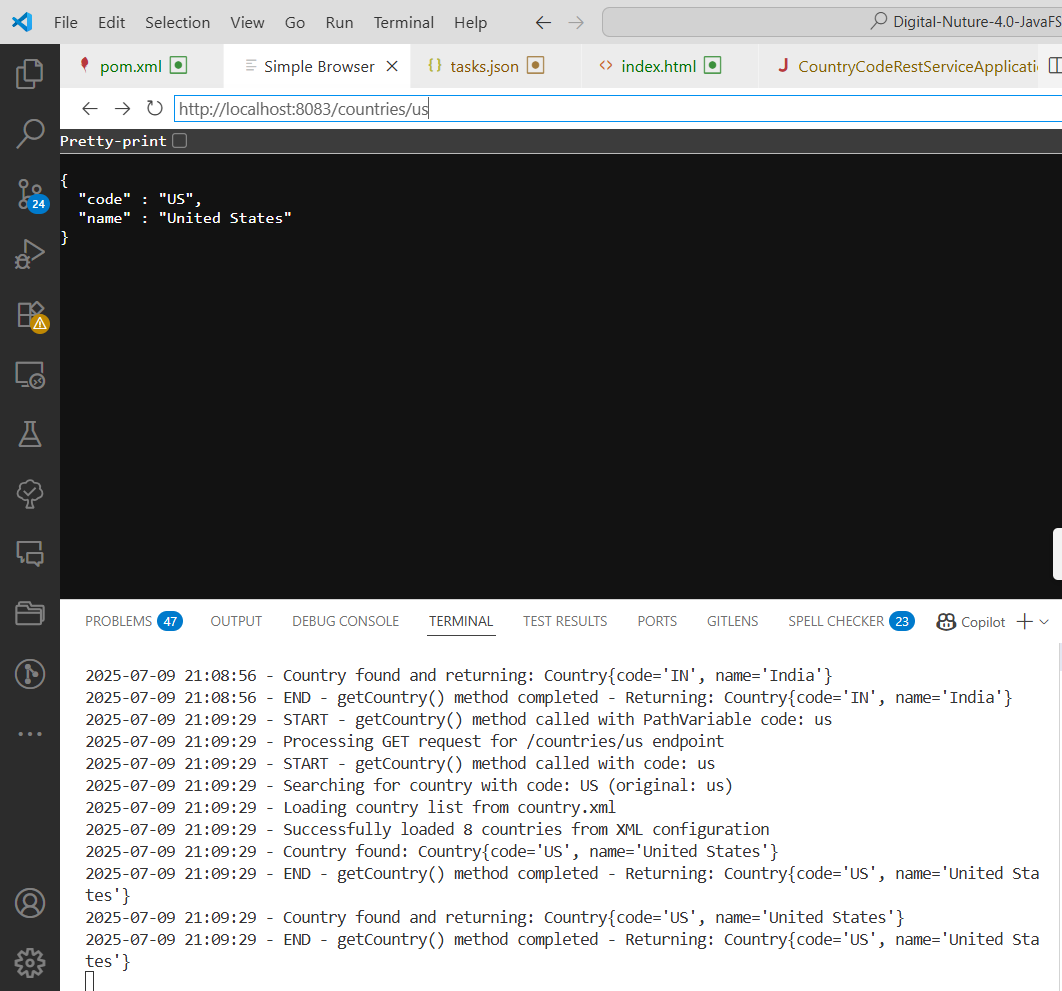 File Edit Selection View Go Run Terminal Help
Digital-Nuture-4.0-JavaFS
pom.xml Simple Browser {} tasks.json <> index.html J CountryCodeRestServiceApplicati
http://localhost:8083/countries/us
Pretty-print
{
"code" : "US",
"name" : "United States"
}
24
PROBLEMS 47 OUTPUT DEBUG CONSOLE TERMINAL TEST RESULTS PORTS GITLENS SPELL CHECKER 23 Copilot
2025-07-09 21:08:56 - Country found and returning: Country{code='IN', name='India'}
2025-07-09 21:08:56 - END - getCountry() method completed - Returning: Country{code='IN', name='India'}
2025-07-09 21:09:29 - START - getCountry() method called with PathVariable code: us
2025-07-09 21:09:29 - Processing GET request for /countries/us endpoint
2025-07-09 21:09:29 - START - getCountry() method called with code: us
2025-07-09 21:09:29 - Searching for country with code: US (original: us)
2025-07-09 21:09:29 - Loading country list from country.xml
2025-07-09 21:09:29 - Successfully loaded 8 countries from XML configuration
2025-07-09 21:09:29 - Country found: Country{code='US', name='United States'}
2025-07-09 21:09:29 - END - getCountry() method completed - Returning: Country{code='US', name='United Sta
tes'}
2025-07-09 21:09:29 - Country found and returning: Country{code='US', name='United States'}
2025-07-09 21:09:29 - END - getCountry() method completed - Returning: Country{code='US', name='United Sta
tes'}